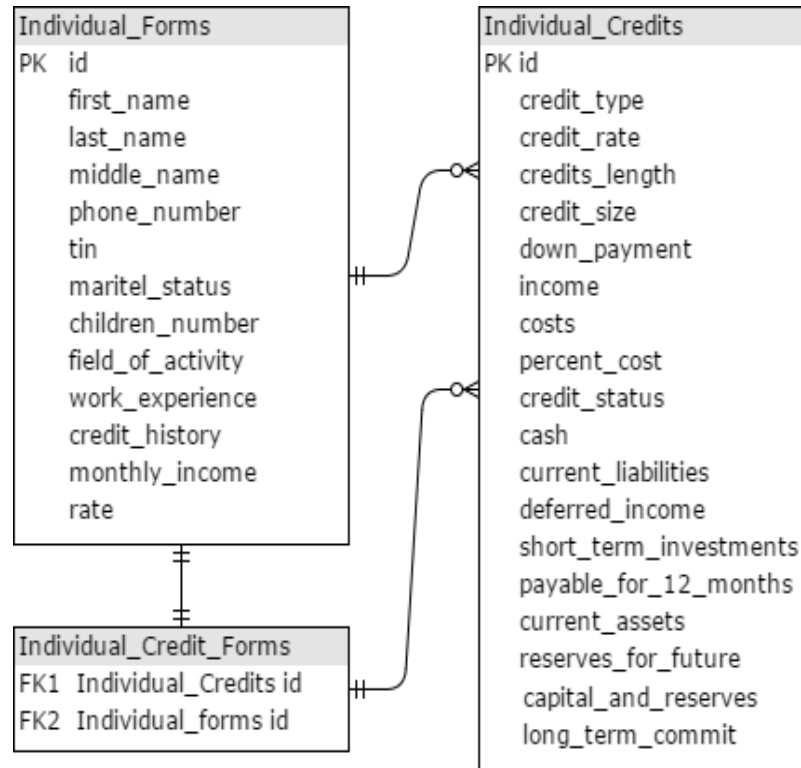 Individual_Forms
PK id
first_name
last_name
middle_name
phone_number
tin
maritel_status
children_number
field_of_activity
work_experience
credit_history
monthly_income
rate
Individual_Credit_Forms
FK1 Individual_Credits id
FK2 Individual_forms id
Individual_Credits
PK id
credit_type
credit_rate
credits_length
credit_size
down_payment
income
costs
percent_cost
credit_status
cash
current_liabilities
deferred_income
short_term_investments
payable_for_12_months
current_assets
reserves_for_future
capital_and_reserves
long_term_commit